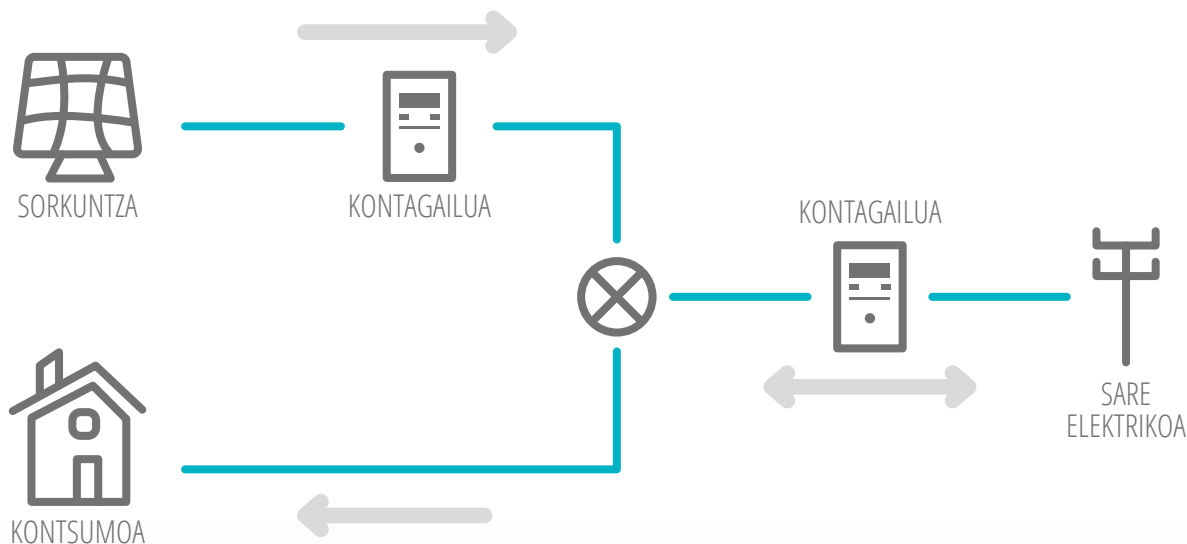 SORKUNTZA
KONTAGAILUA
KONTAGAILUA
SARE
ELEKTRIKOA
KONTSUMOA